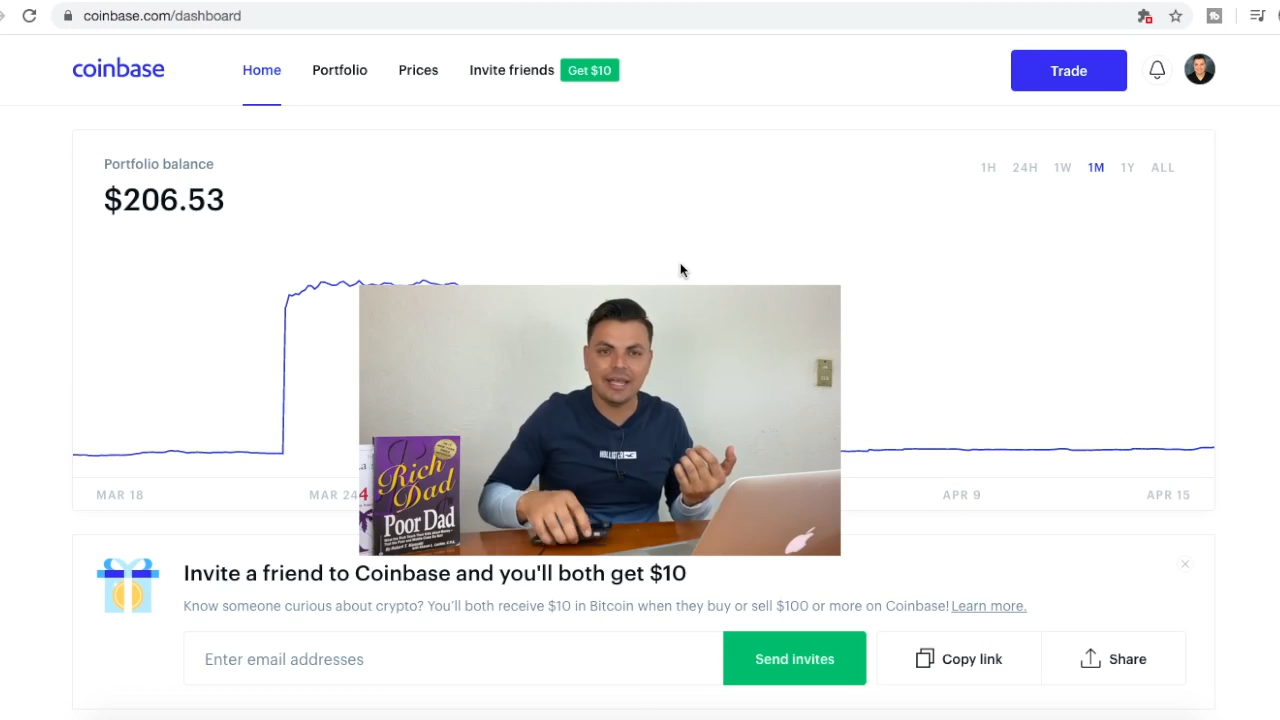 coinbase.com/dashboard
coinbase
Home
Portfolio
Prices
Invite friends
Get $10
Trade
Portfolio balance
$206.53
1H 24H 1W 1M 1Y ALL
HOLLISTER
Rich
Dad
Poor Dad
MAR 18
MAR 24
APR 9
APR 15
Invite a friend to Coinbase and you'll both get $10
Know someone curious about crypto? You'll both receive $10 in Bitcoin when they buy or sell $100 or more on Coinbase! Learn more.
Enter email addresses
Send invites
Copy link
Share